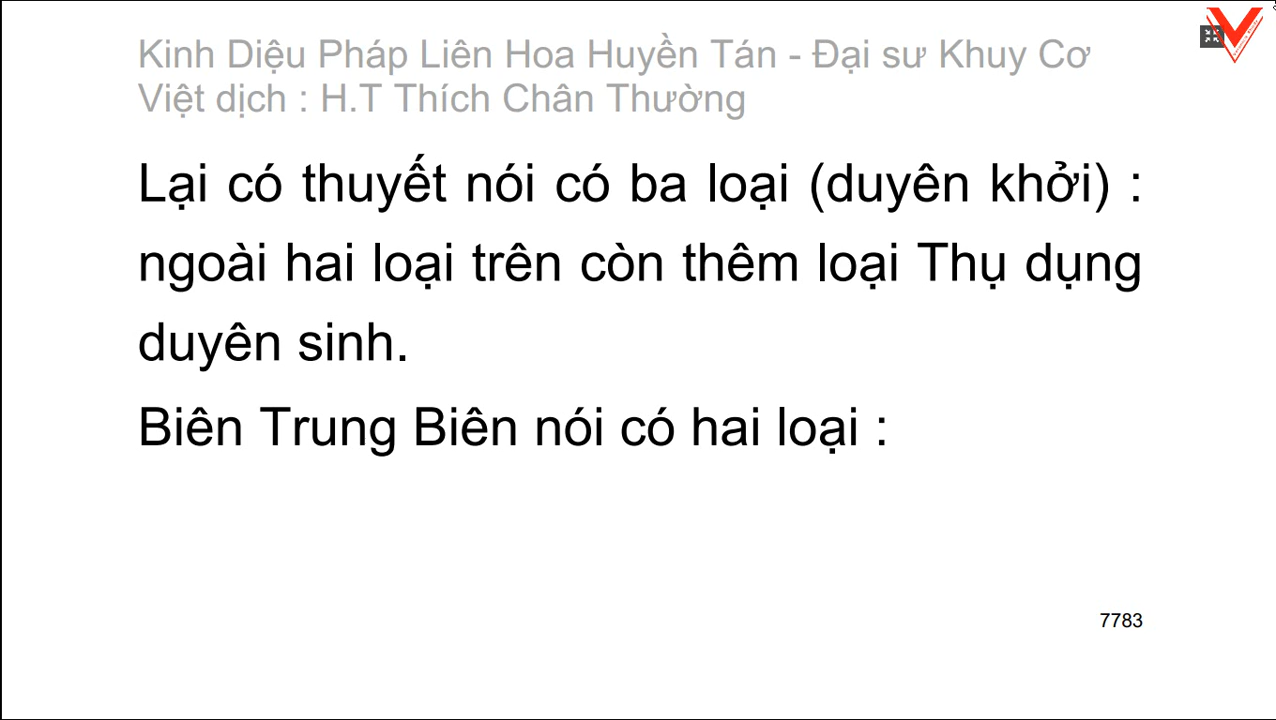 Kinh Diệu Pháp Liên Hoa Huyền Tán - Đại sư Khuy Cơ
Việt dịch : H.T Thích Chân Thường
Lại có thuyết nói có ba loại (duyên khởi) :
ngoài hai loại trên còn thêm loại Thụ dụng
duyên sinh.
Biên Trung Biên nói có hai loại :
7783